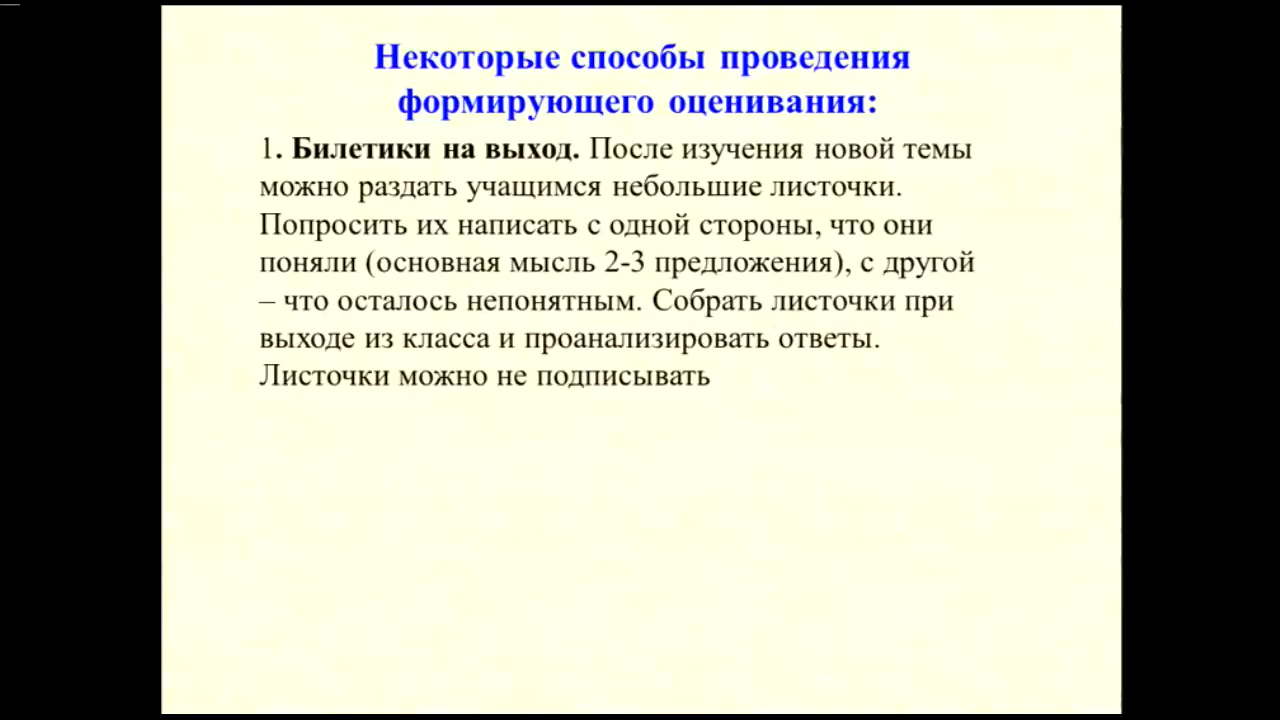 Некоторые способы проведения
формирующего оценивания:
1. Билетики на выход. После изучения новой темы
можно раздать учащимся небольшие листочки.
Попросить их написать с одной стороны, что они
поняли (основная мысль 2-3 предложения), с другой
– что осталось непонятным. Собрать листочки при
выходе из класса и проанализировать ответы.
Листочки можно не подписывать